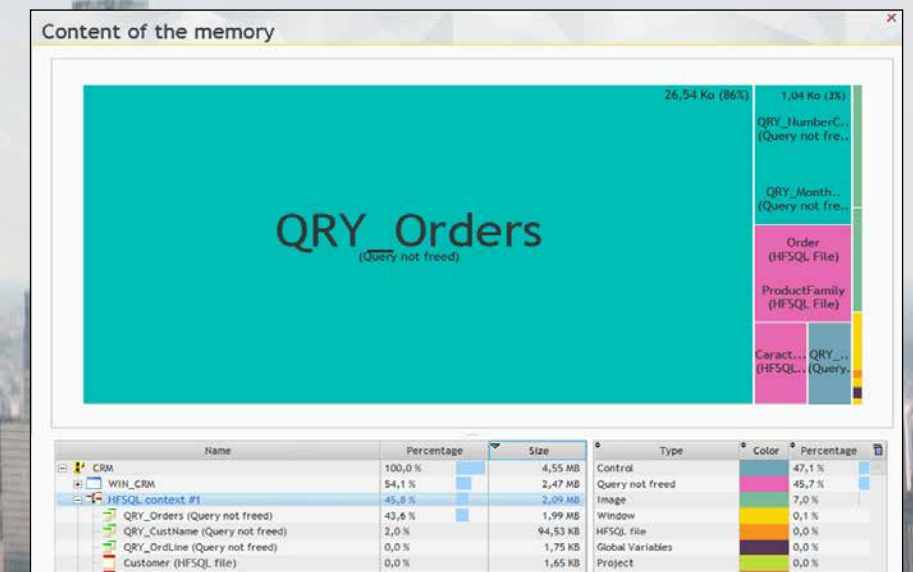 Content of the memory
26,54 Ko (86%)
1,04 Ko (3%)
QRY_NumberC..
(Query not fre..
QRY_Month..
(Query not fre..
QRY_Orders
(Query not freed)
Order
(HFSQL File)
ProductFamily
(HFSQL File)
Caract... QRY_..
(HFSQL.. (Query.
Name Percentage Size Type Color Percentage
CRM 100,0 % 4,55 MB Control 47,1 %
WIN_CRM 54,1 % 2,47 MB Query not freed 45,7 %
HFSQL context #1 45,8 % 2,09 MB Image 7,0 %
QRY_Orders (Query not freed) 43,6 % 1,99 MB Window 0,1 %
QRY_CustName (Query not freed) 2,0 % 94,53 KB HFSQL file 0,0 %
QRY_OrdLine (Query not freed) 0,0 % 1,75 KB Global Variables 0,0 %
Customer (HFSQL file) 0,0 % 1,65 KB Project 0,0 %